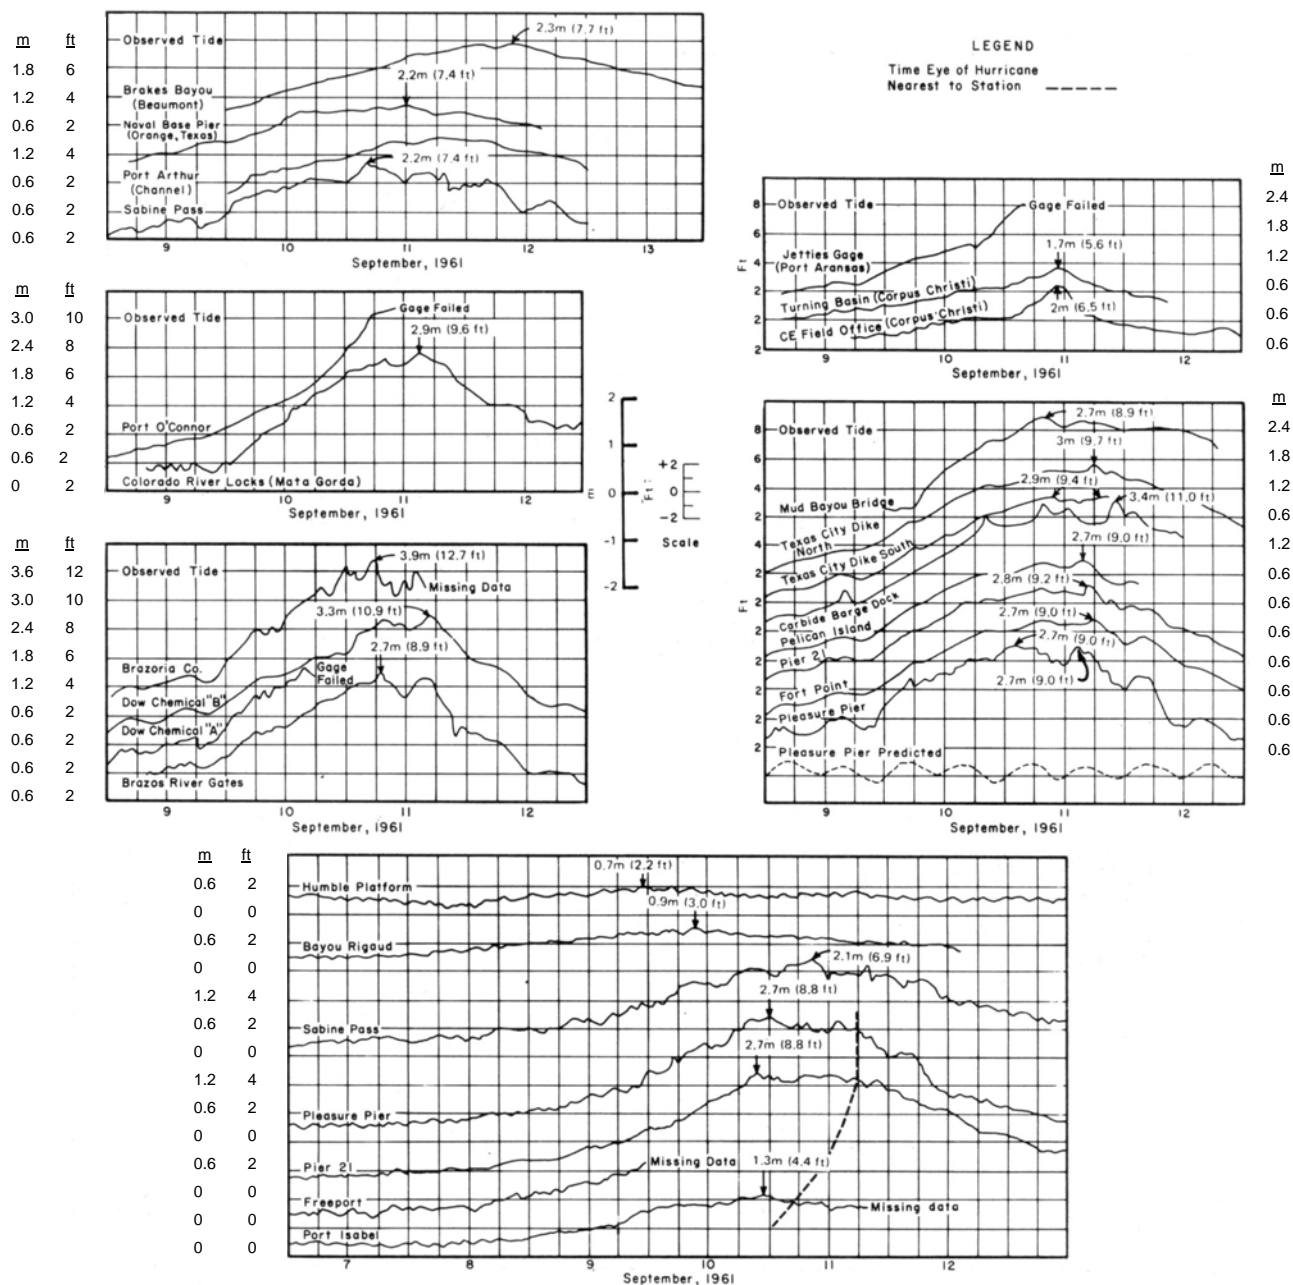 m ft
2.3m (7.7 ft)
Observed Tide
1.8 6
2.2m (7.4 ft)
1.2 4
Brakes Bayou
(Beaumont)
0.6 2
Naval Base Pier
(Orange, Texas)
1.2 4
2.2m (7.4 ft)
0.6 2
Port Arthur
(Channel)
0.6 2
Sabine Pass
0.6 2
9 10 11 12 13
September, 1961
LEGEND
Time Eye of Hurricane
Nearest to Station
m
2.4
1.8
1.2
0.6
0.6
0.6
8 Observed Tide
Gage Failed
6
1.7m (5.6 ft)
Jetties Gage
(Port Aransas)
4
Ft
2
Turning Basin (Corpus Christi)
2
CE Field Office (Corpus Christi)
2m (6.5 ft)
2
9 10 11 12
September, 1961
m ft
3.0 10
Observed Tide
Gage Failed
2.9m (9.6 ft)
2.4 8
1.8 6
1.2 4
0.6 2
Port O'Connor
0.6 2
0 2
Colorado River Locks (Mata Gorda)
9 10 11 12
September, 1961
2
1
0
-1
-2
m
+2
0
-2
Ft
Scale
m
2.4
1.8
1.2
0.6
1.2
0.6
0.6
0.6
0.6
0.6
0.6
0.6
8 Observed Tide
2.7m (8.9 ft)
3m (9.7 ft)
6
2.9m (9.4 ft)
4
3.4m (11.0 ft)
Mud Bayou Bridge
2
2.7m (9.0 ft)
Texas City Dike
North
4
2
Texas City Dike South
2.8m (9.2 ft)
Ft
2
Carbide Barge Dock
2.7m (9.0 ft)
2
Pelican Island
2.7m (9.0 ft)
2
Pier 21
2.7m (9.0 ft)
2
Fort Point
2
Pleasure Pier
2
Pleasure Pier Predicted
9 10 11 12
September, 1961
m ft
3.6 12
Observed Tide
3.9m (12.7 ft)
Missing Data
3.0 10
3.3m (10.9 ft)
2.4 8
2.7m (8.9 ft)
1.8 6
Brazoria Co.
Gage
Failed
1.2 4
Dow Chemical "B"
0.6 2
Dow Chemical "A"
0.6 2
0.6 2
Brazos River Gates
0.6 2
9 10 11 12
September, 1961
m ft
0.7m (2.2 ft)
0.6 2
Humble Platform
0.9m (3.0 ft)
0 0
0.6 2
Bayou Rigaud
2.1m (6.9 ft)
0 0
2.7m (8.8 ft)
1.2 4
0.6 2
Sabine Pass
2.7m (8.8 ft)
0 0
1.2 4
0.6 2
Pleasure Pier
0 0
0.6 2
Pier 21
Missing Data
1.3m (4.4 ft)
0 0
Freeport
Missing data
0 0
Port Isabel
0 0
7 8 9 10 11 12
September, 1961